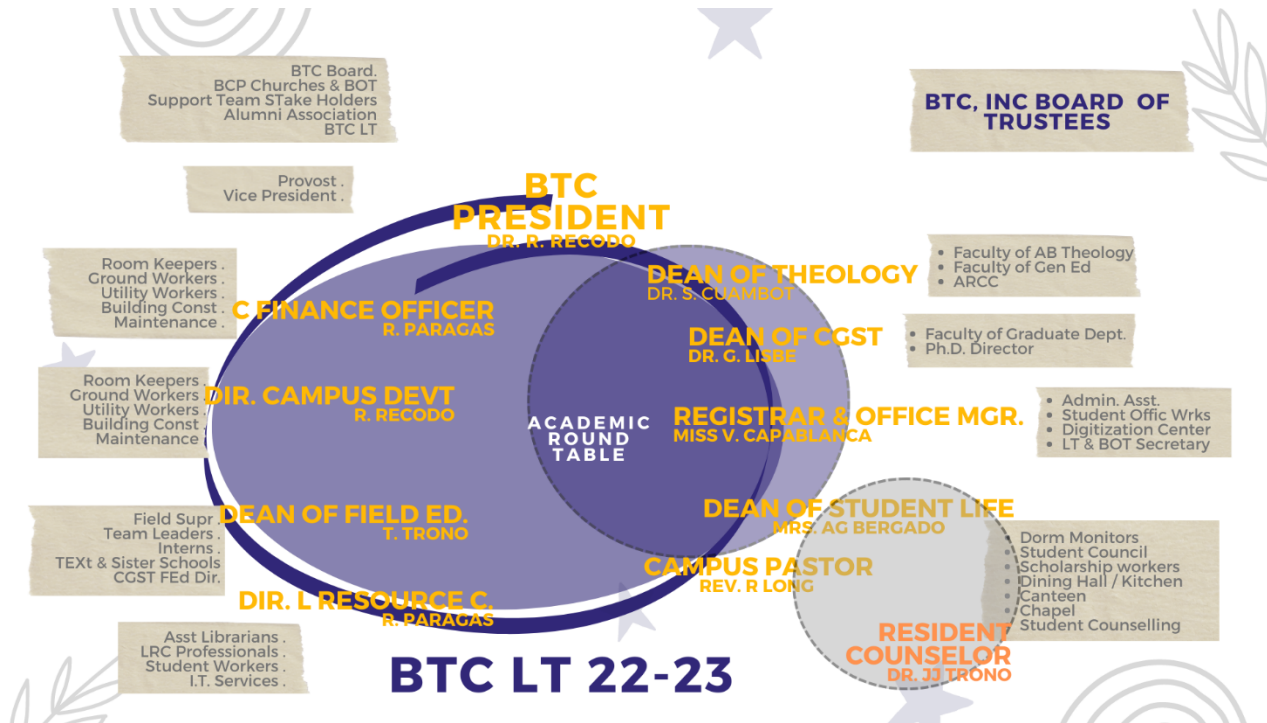 BTC Board.
BCP Churches & BOT
Support Team STake Holders
Alumni Association
BTC LT
BTC, INC BOARD OF
TRUSTEES
Provost .
Vice President .
BTC
PRESIDENT
DR. R. RECODO
Room Keepers .
Ground Workers .
Utility Workers .
Building Const .
Maintenance .
C FINANCE OFFICER
R. PARAGAS
DEAN OF THEOLOGY
DR. S. CUAMBOT
• Faculty of AB Theology
• Faculty of Gen Ed
• ARCC
DEAN OF CGST
DR. G. LISBE
• Faculty of Graduate Dept.
• Ph.D. Director
Room Keepers .
Ground Workers .
Utility Workers .
Building Const .
Maintenance
DIR. CAMPUS DEVT
R. RECODO
ACADEMIC
ROUND
TABLE
REGISTRAR & OFFICE MGR.
MISS V. CAPABLANCA
• Admin. Asst.
• Student Offic Wrks
• Digitization Center
• LT & BOT Secretary
Field Supr .
Team Leaders .
Interns .
TEXt & Sister Schools
CGST FEd Dir.
DEAN OF FIELD ED.
T. TRONO
DEAN OF STUDENT LIFE
MRS. AG BERGADO
CAMPUS PASTOR
REV. R LONG
• Dorm Monitors
• Student Council
• Scholarship workers
• Dining Hall / Kitchen
• Canteen
• Chapel
• Student Counselling
DIR. L RESOURCE C.
R. PARAGAS
RESIDENT
COUNSELOR
DR. JJ TRONO
Asst Librarians .
LRC Professionals .
Student Workers .
I.T. Services .
BTC LT 22-23